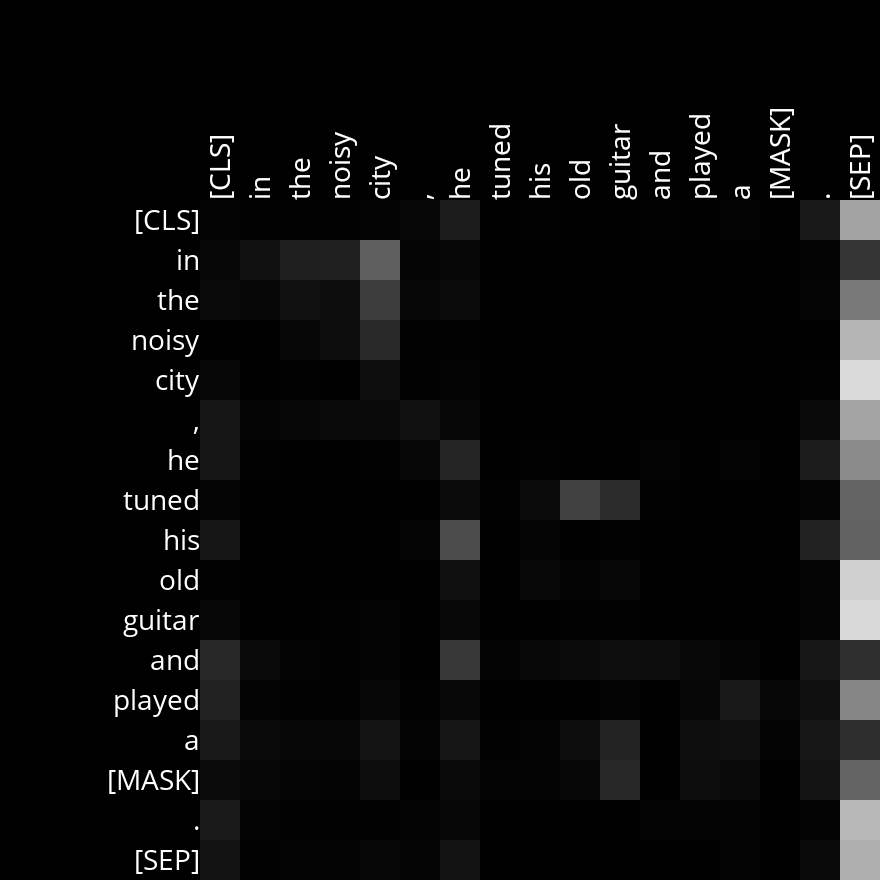 [CLS] in the noisy city , he tuned his old guitar and played a [MASK] . [SEP]
[CLS]
in
the
noisy
city
,
he
tuned
his
old
guitar
and
played
a
[MASK]
.
[SEP]